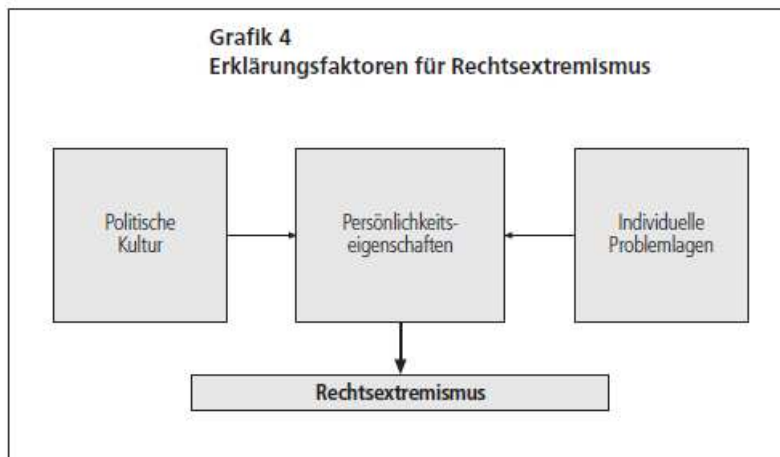 Grafik 4
Erklärungsfaktoren für Rechtsextremismus
Politische
Kultur
Persönlichkeits-
eigenschaften
Individuelle
Problemlagen
Rechtsextremismus